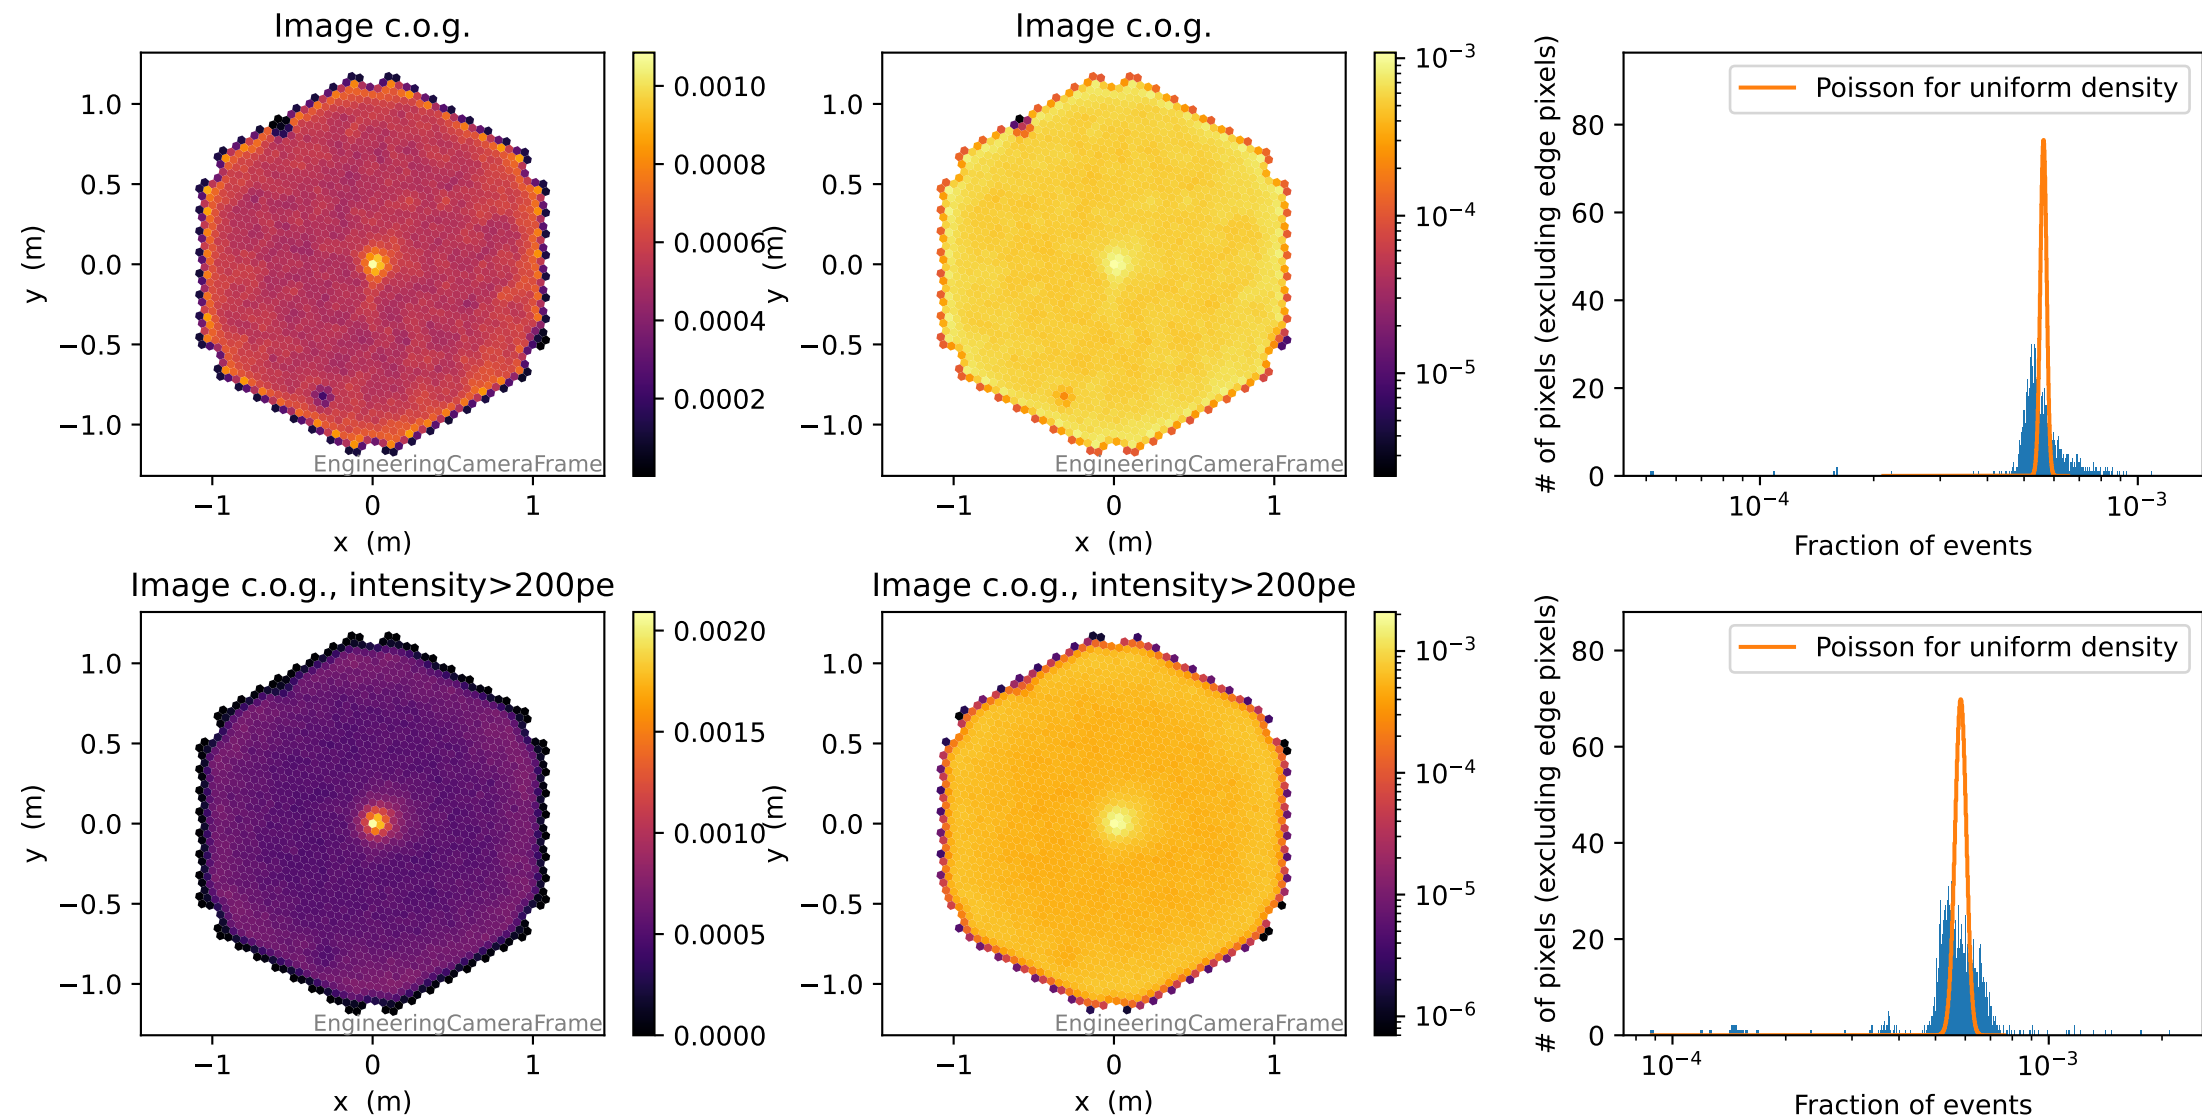 Image c.o.g.
1.0
0.5
0.0
−0.5
−1.0
y (m)
−1
0
1
x (m)
EngineeringCameraFrame
0.0010
0.0008
0.0006
0.0004
0.0002
Image c.o.g.
1.0
0.5
0.0
−0.5
−1.0
y (m)
−1
0
1
x (m)
EngineeringCameraFrame
10⁻³
10⁻⁴
10⁻⁵
# of pixels (excluding edge pixels)
80
60
40
20
0
Poisson for uniform density
10⁻⁴
10⁻³
Fraction of events
Image c.o.g., intensity>200pe
1.0
0.5
0.0
−0.5
−1.0
y (m)
−1
0
1
x (m)
EngineeringCameraFrame
0.0020
0.0015
0.0010
0.0005
0.0000
Image c.o.g., intensity>200pe
1.0
0.5
0.0
−0.5
−1.0
y (m)
−1
0
1
x (m)
EngineeringCameraFrame
10⁻³
10⁻⁴
10⁻⁵
10⁻⁶
# of pixels (excluding edge pixels)
80
60
40
20
0
Poisson for uniform density
10⁻⁴
10⁻³
Fraction of events